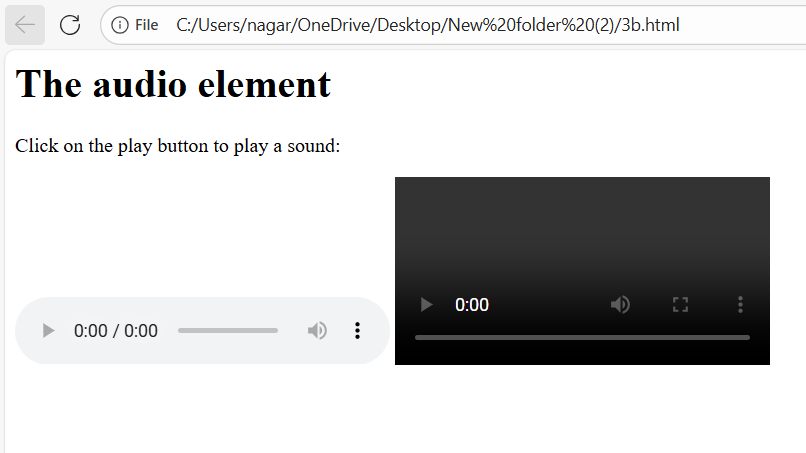 File C:/Users/nagar/OneDrive/Desktop/New%20folder%20(2)/3b.html
The audio element
Click on the play button to play a sound:
0:00
0:00 / 0:00